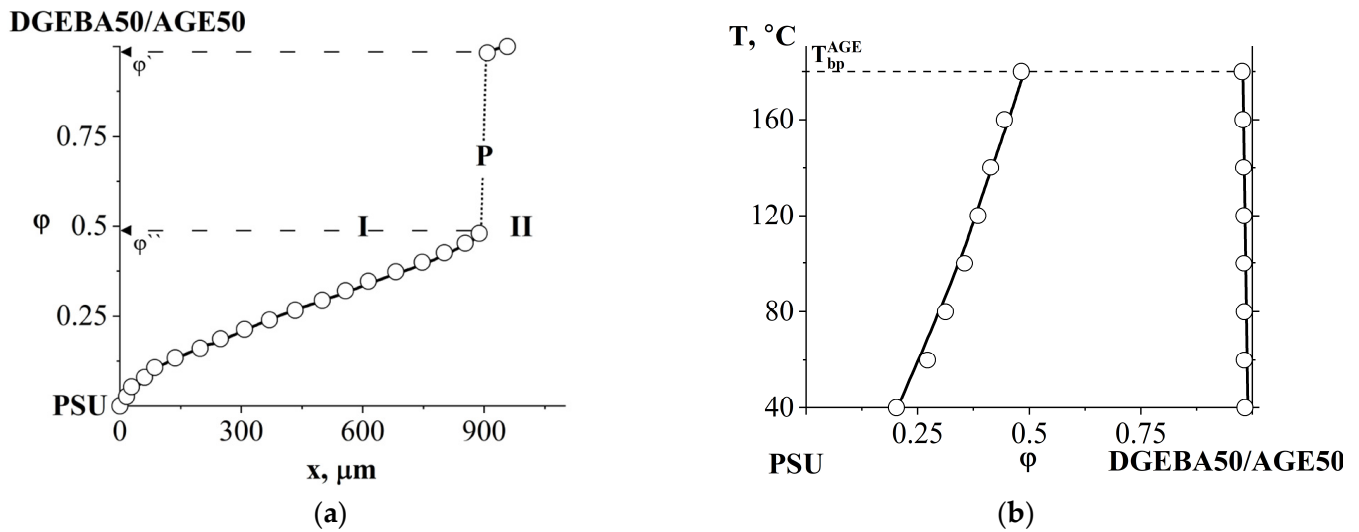 DGEBA50/AGE50
φ`
0.75
P
φ 0.5 I II
φ``
0.25
PSU
0 300 600 900
x, μm
(a)
T, °C
T bp AGE
160
120
80
40
0.25 0.5 0.75
PSU φ DGEBA50/AGE50
(b)